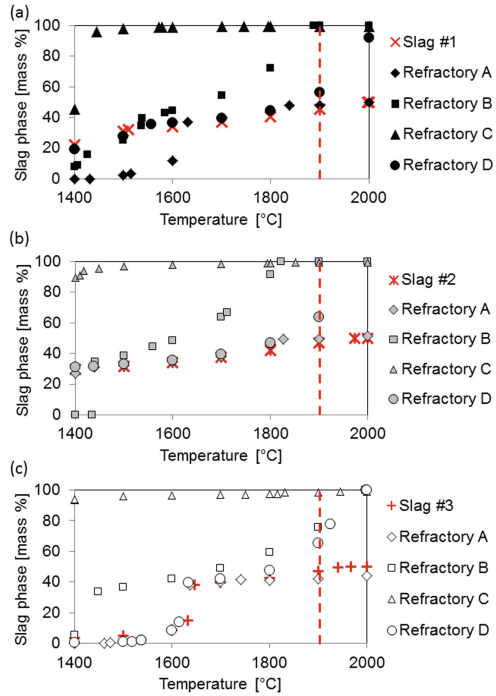 (a)
Slag phase [mass %]
100
80
60
40
20
0
1400
1600
1800
2000
Temperature [°C]
Slag #1
Refractory A
Refractory B
Refractory C
Refractory D
(b)
Slag phase [mass %]
100
80
60
40
20
0
1400
1600
1800
2000
Temperature [°C]
Slag #2
Refractory A
Refractory B
Refractory C
Refractory D
(c)
Slag phase [mass %]
100
80
60
40
20
0
1400
1600
1800
2000
Temperature [°C]
Slag #3
Refractory A
Refractory B
Refractory C
Refractory D